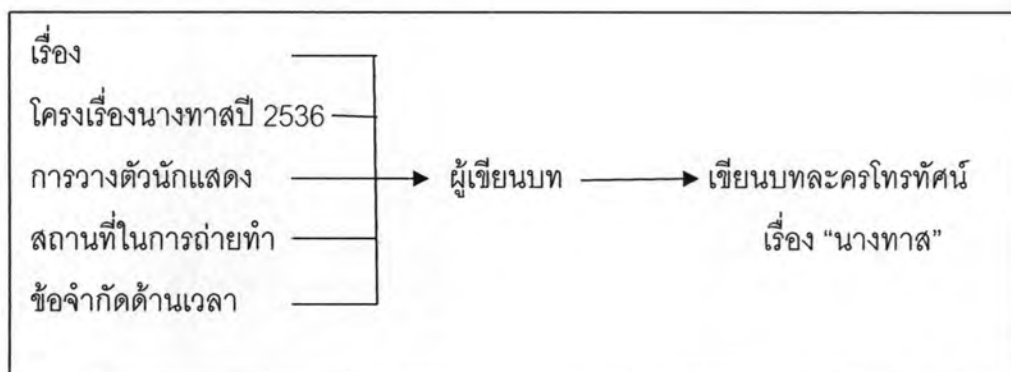 เรื่อง
โครงเรื่องนางทาสปี 2536
การวางตัวนักแสดง
ผู้เขียนบท
เขียนบทละครโทรทัศน์
สถานที่ในการถ่ายทำ
เรื่อง “นางทาส”
ข้อจำกัดด้านเวลา